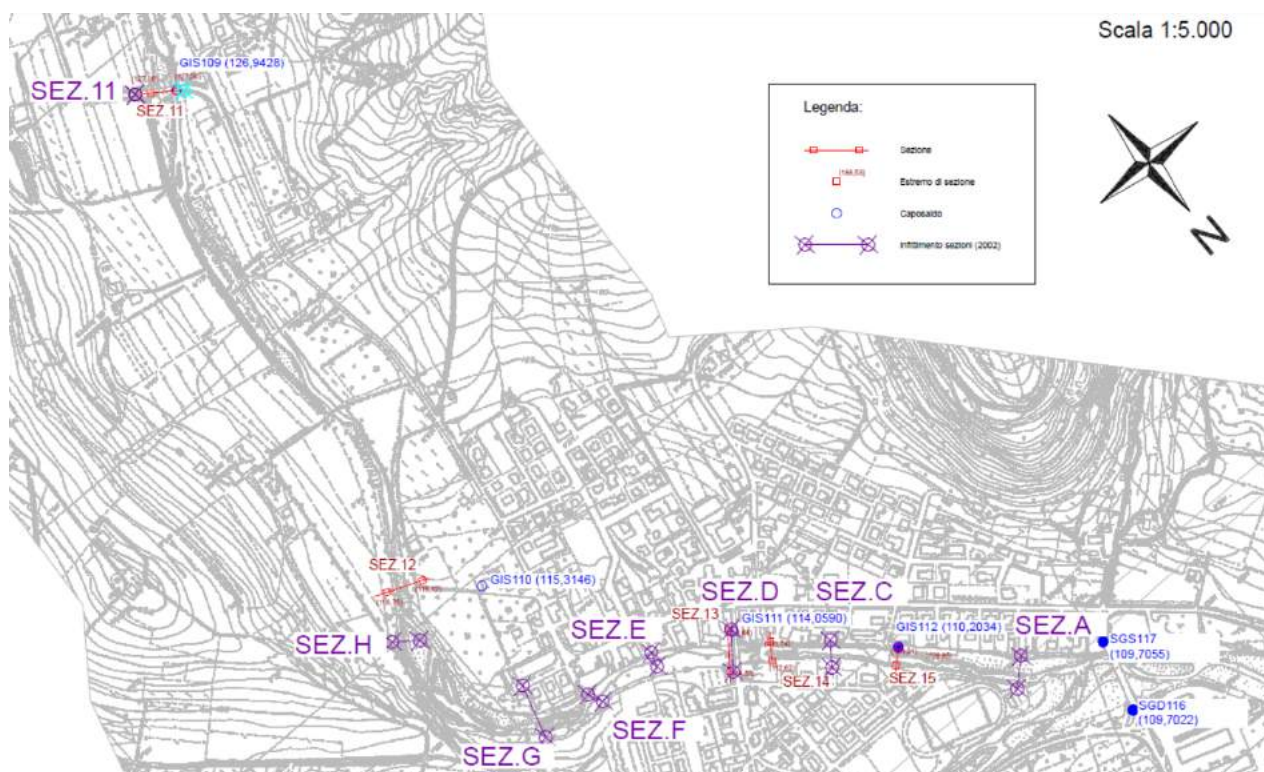 Scala 1:5.000
GIS109 (126,9428)
SEZ.11
SEZ.11
Legenda:
Sezione
Estremo di sezione
Caposaldo
Infittimento sezioni (2002)
N
SEZ.12
GIS110 (115,3146)
SEZ.H
SEZ.E
SEZ.D
SEZ.C
SEZ.13
GIS111 (114,0590)
GIS112 (110,2034)
SEZ.A
SGS117
(109,7055)
SEZ.14
SEZ.15
SGD116
(109,7022)
SEZ.F
SEZ.G